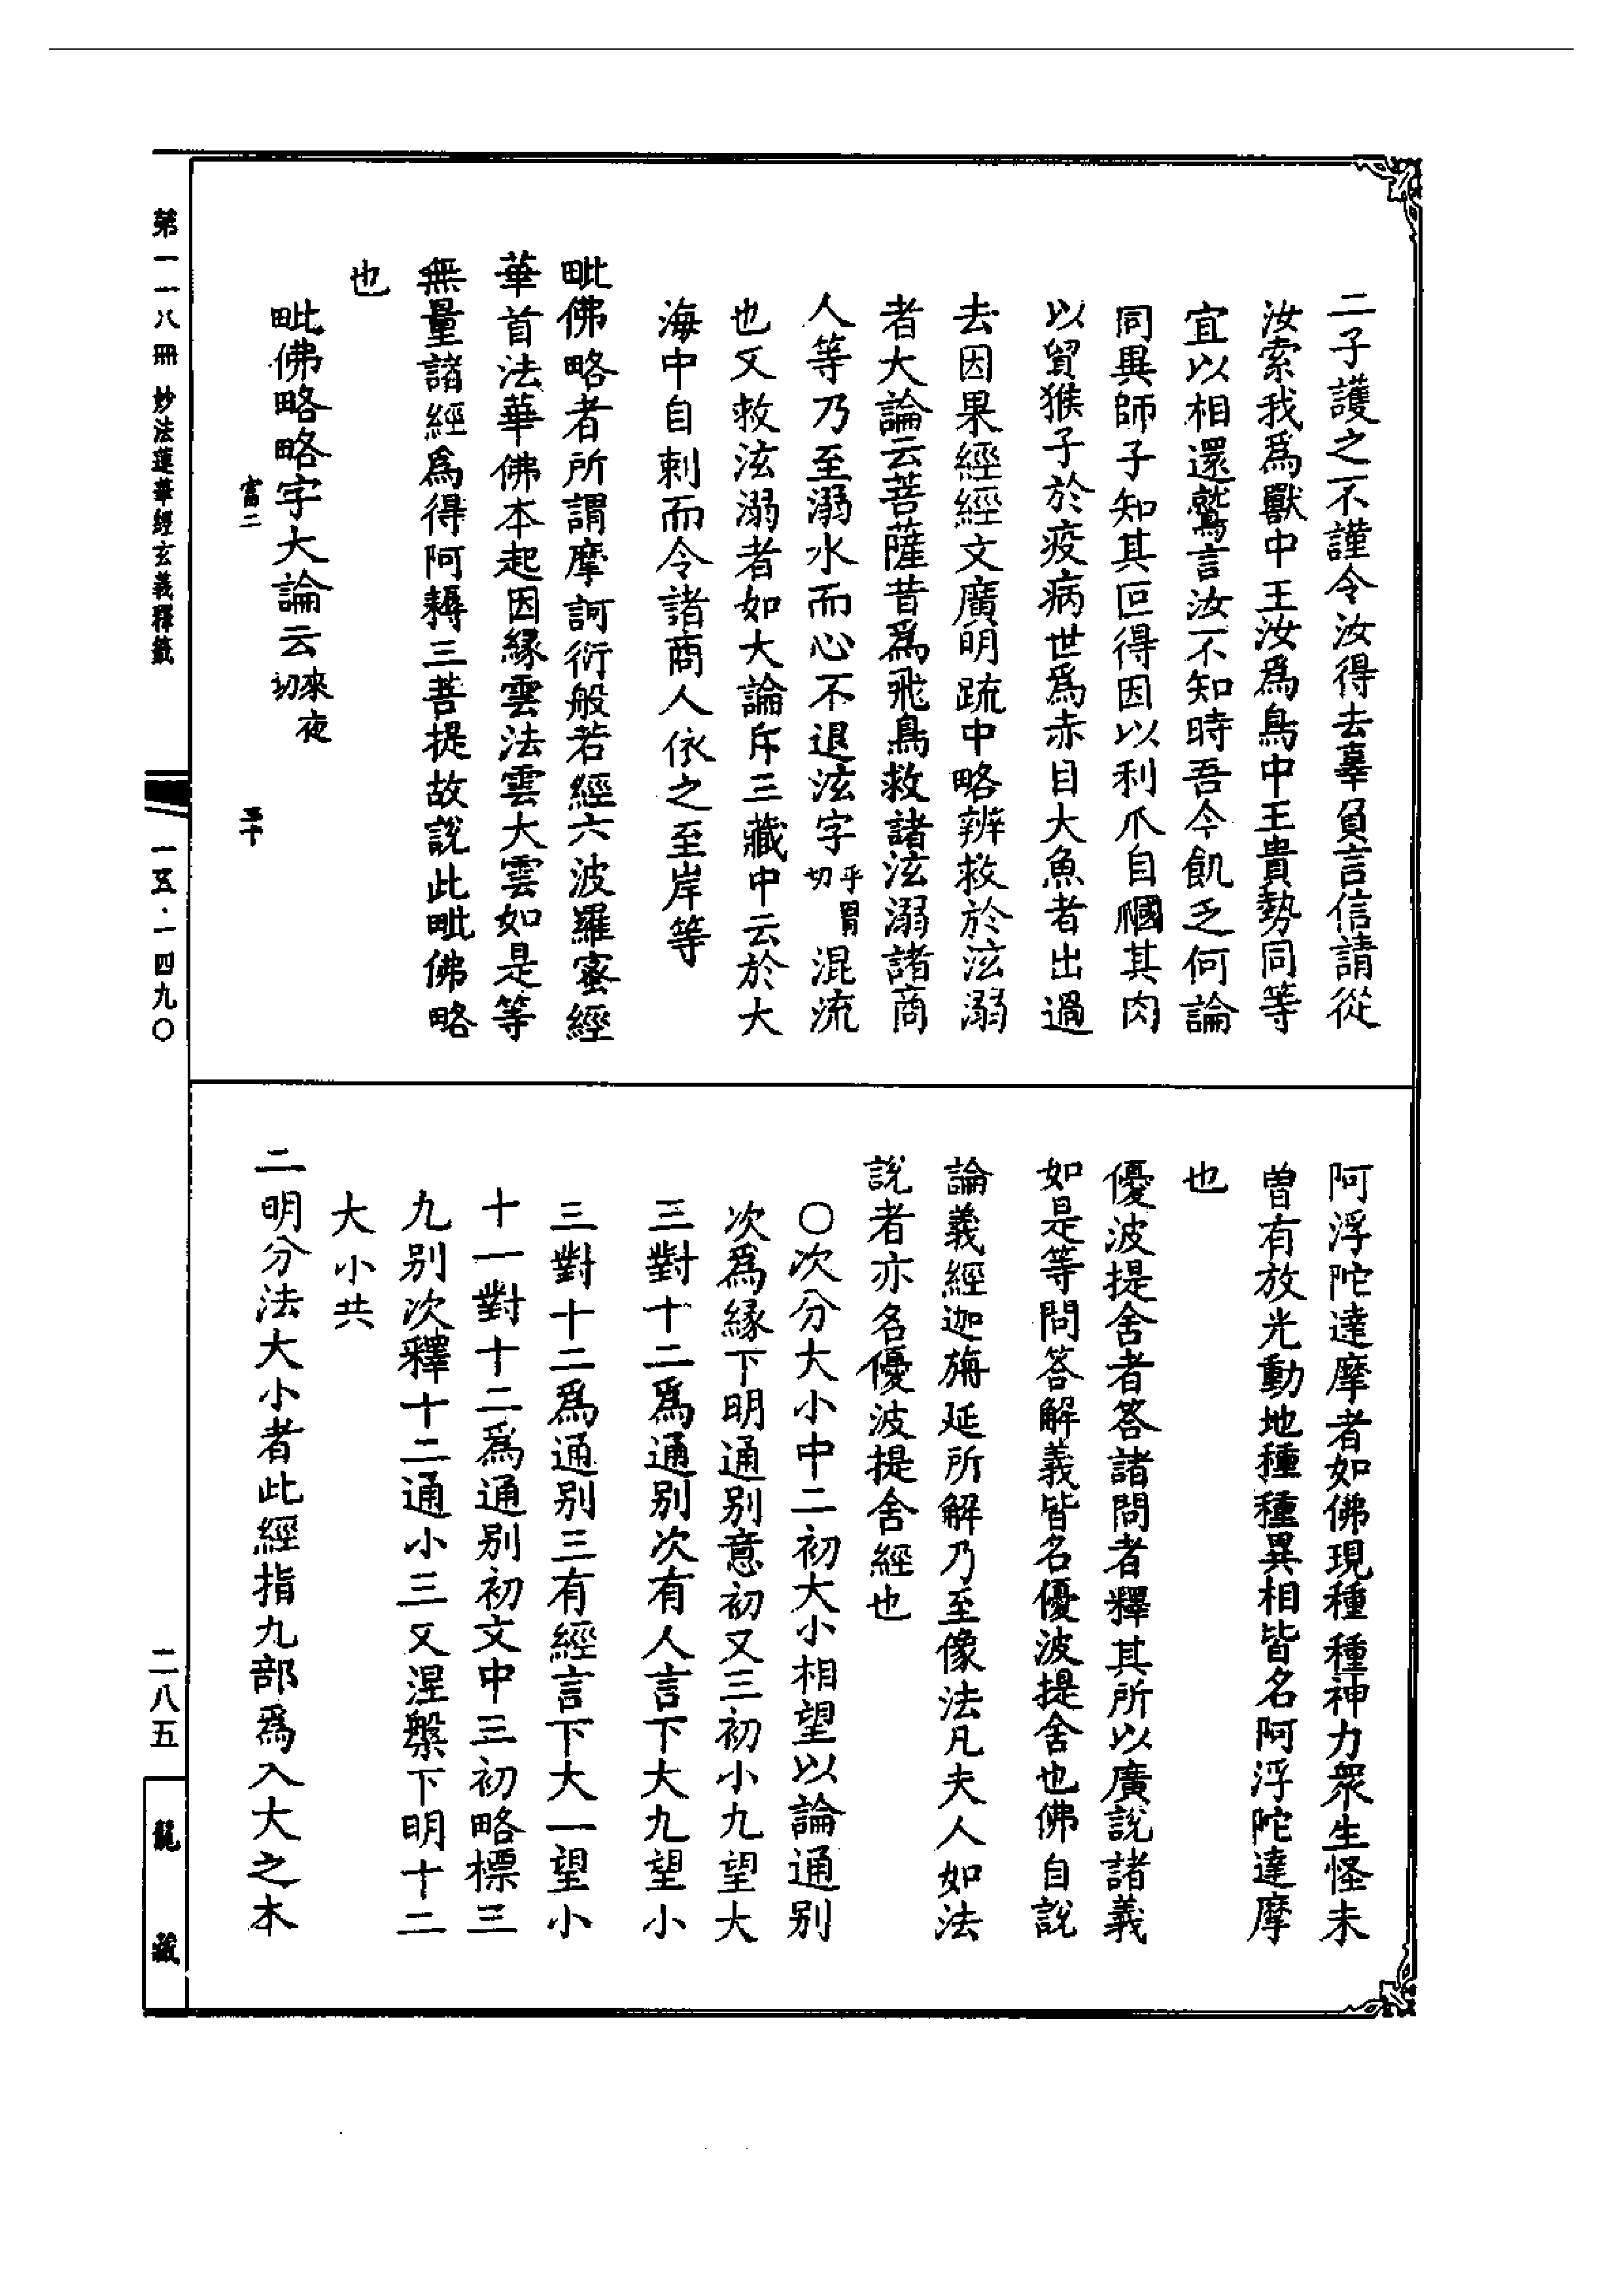 二子護之不謹令汝得去辜負言信請從
汝索我爲獸中王汝爲鳥中王貴勢同等
宜以相還鷲言汝不知時吾今飢乏何論
同異師子知其叵得因以利爪自摑其肉
以貿猴子於疫病世爲赤目大魚者出過
去因果經經文廣明䟽中略辨救於泫溺
者大論云菩薩昔爲飛鳥救諸泫溺諸商
人等乃至溺水而心不退泫字乎罥切混流
也又救泫溺者如大論斥三藏中云於大
海中自刺而令諸商人依之至岸等
毗佛略者所謂摩訶衍般若經六波羅蜜經
華首法華佛本起因緣雲法雲大雲如是等
無量諸經爲得阿耨三菩提故說此毗佛略
也
毗佛略略字大論云來夜切
富二
阿浮陀達摩者如佛現種種神力衆生怪未
曽有放光動地種種異相皆名阿浮陀達摩
也
優波提舍者答諸問者釋其所以廣說諸義
如是等問答解義皆名優波提舍也佛自說
論義經迦旃延所解乃至像法凡夫人如法
說者亦名優波提舍經也
〇次分大小中二初大小相望以論通別
次爲緣下明通別意初又三初小九望大
三對十二爲通別次有人言下大九望小
三對十二爲通別三有經言下大一望小
十一對十二爲通別初文中三初略標三
九別次釋十二通小三又涅槃下明十二
大小共
二明分法大小者此經指九部爲入大之本
第一一八冊 妙法蓮華經玄義釋籤
一五·一四九〇
二八五
龍藏